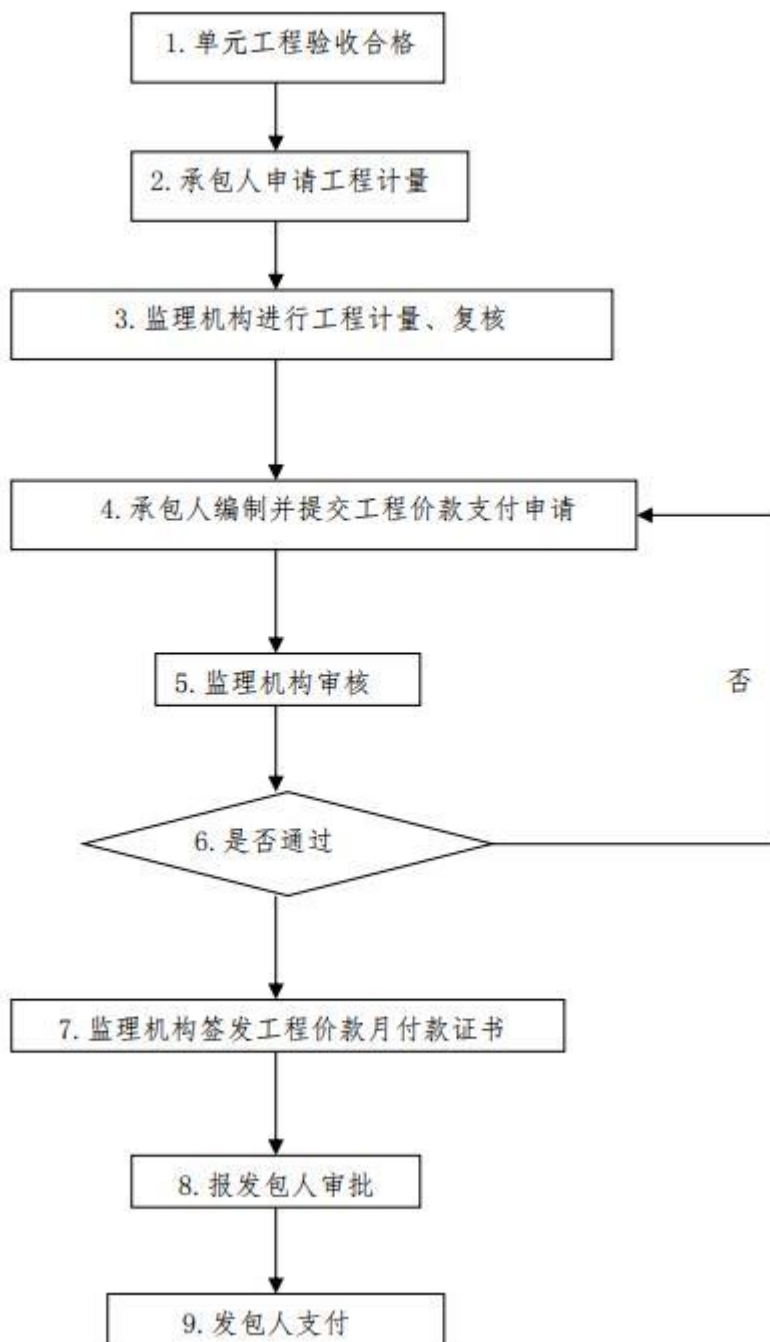 1.单元工程验收合格
2.承包人申请工程计量
3.监理机构进行工程计量、复核
4.承包人编制并提交工程价款支付申请
5.监理机构审核
否
6.是否通过
7.监理机构签发工程价款月付款证书
8.报发包人审批
9.发包人支付